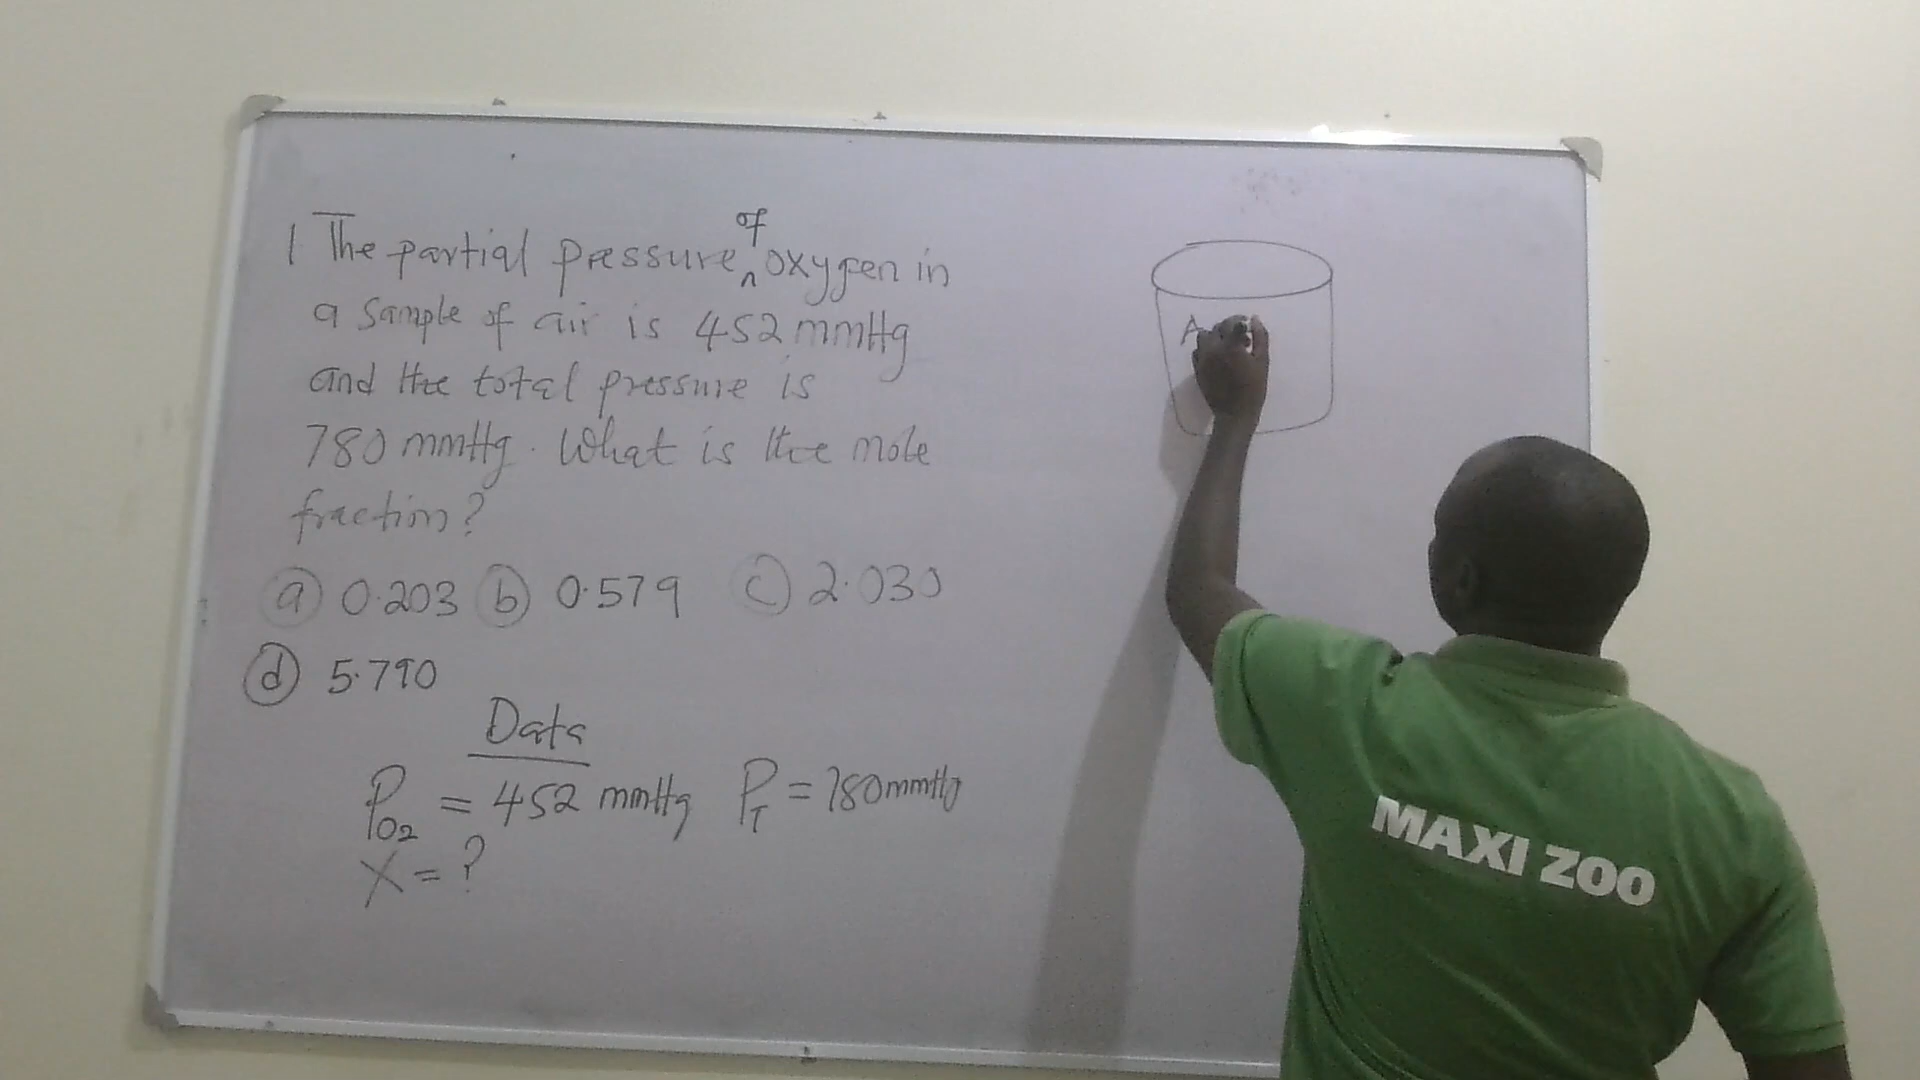 1 The partial pressure of oxygen in
a sample of air is 452 mmHg
and the total pressure is
780 mmHg. What is the mole
fraction?
a 0.203 b 0.579 c 2.030
d 5.790
Data
PO2 = 452 mmHg PT = 780mmHg
X = ?
A
MAXI ZOO